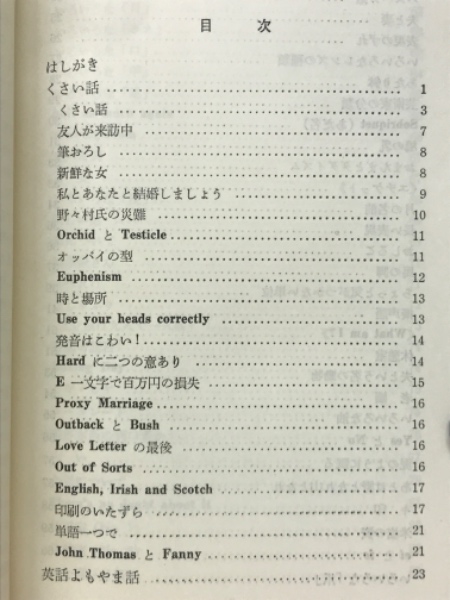 目次
はしがき
くさい話 1
くさい話 3
友人が来訪中 7
筆おろし 8
新鮮な女 8
私とあなたと結婚しましょう 9
野々村氏の災難 10
Orchid と Testicle 11
オッパイの型 11
Euphenism 12
時と場所 13
Use your heads correctly 13
発音はこわい! 14
Hard に二つの意あり 14
E 一文字で百万円の損失 15
Proxy Marriage 16
Outback と Bush 16
Love Letter の最後 16
Out of Sorts 16
English, Irish and Scotch 17
印刷のいたずら 17
単語一つで 21
John Thomas と Fanny 21
英話よもやま話 23